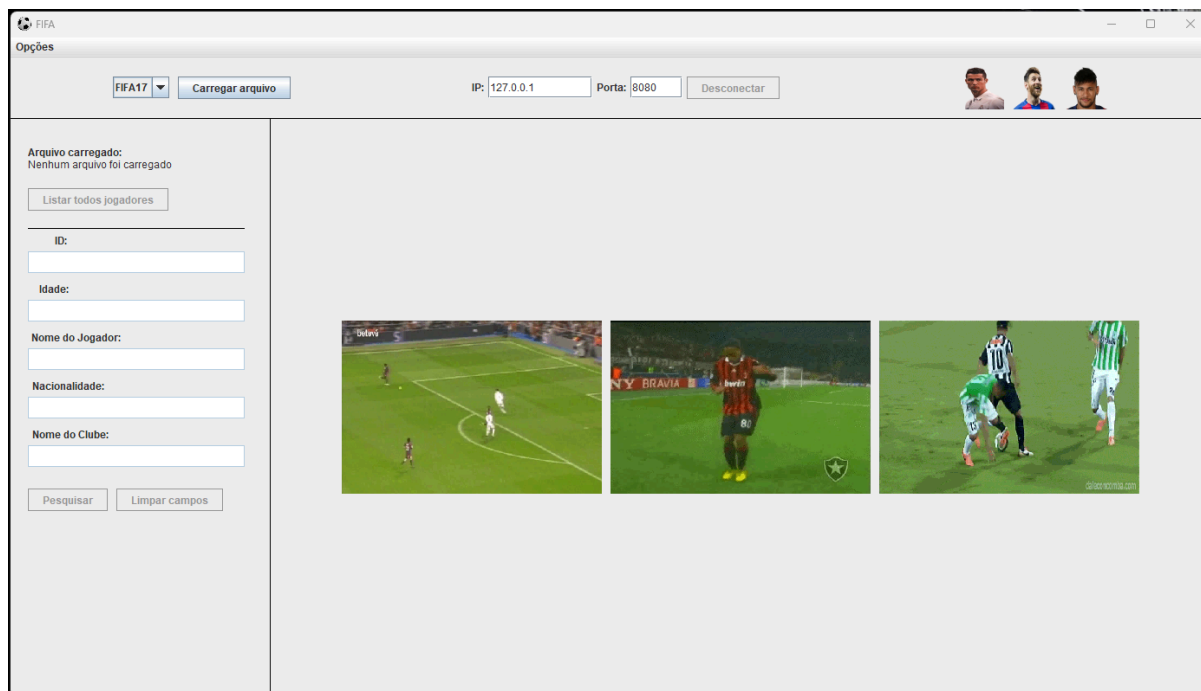 FIFA
Opções
FIFA17 Carregar arquivo IP: 127.0.0.1 Porta: 8080 Desconectar
Arquivo carregado:
Nenhum arquivo foi carregado
Listar todos jogadores
ID:
Idade:
Nome do Jogador:
Nacionalidade:
Nome do Clube:
Pesquisar Limpar campos
NY BRAVIA
80
10